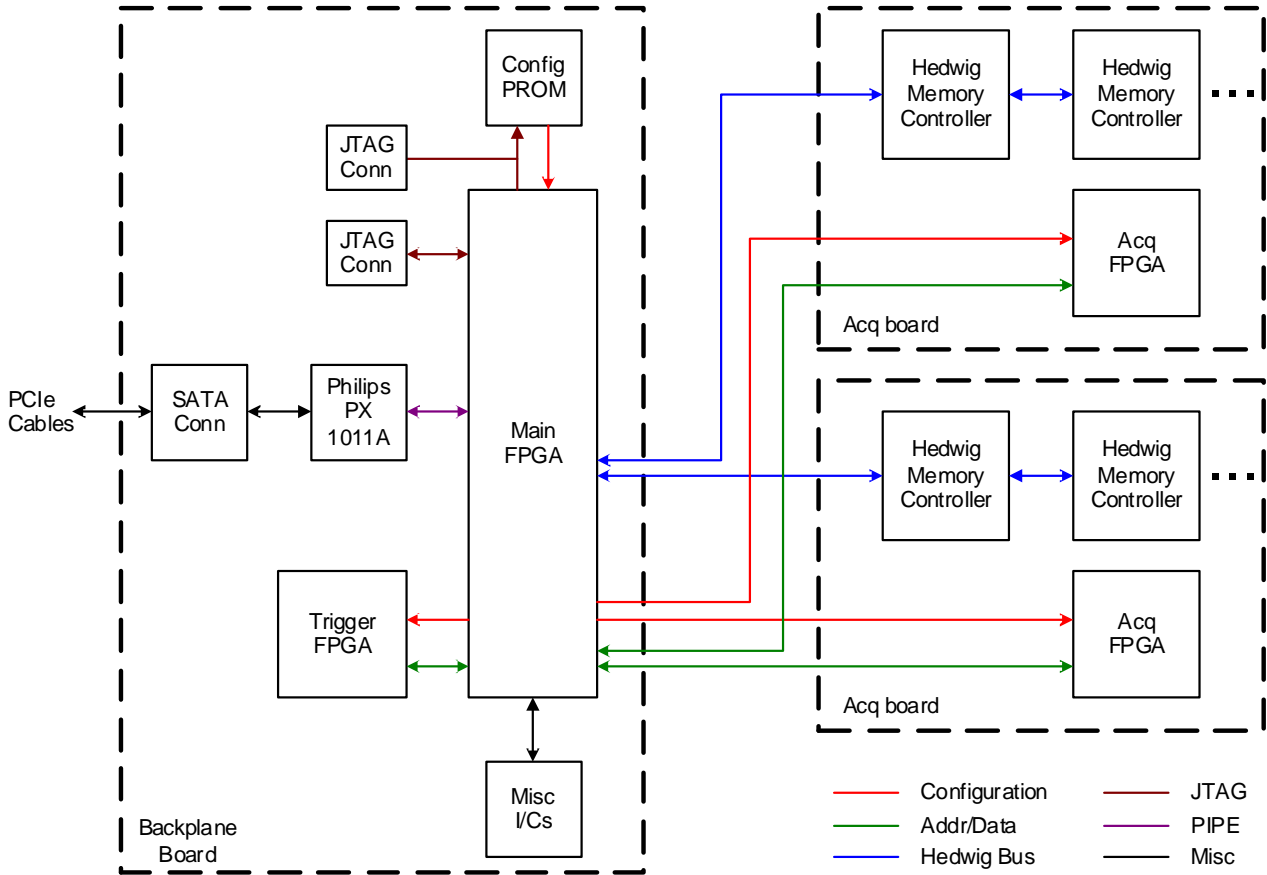 Config
PROM
JTAG
Conn
JTAG
Conn
PCIe
Cables
SATA
Conn
Philips
PX
1011A
Main
FPGA
Trigger
FPGA
Misc
I/Cs
Backplane
Board
Hedwig
Memory
Controller
Hedwig
Memory
Controller
Acq
FPGA
Acq board
Hedwig
Memory
Controller
Hedwig
Memory
Controller
Acq
FPGA
Acq board
Configuration
Addr/Data
Hedwig Bus
JTAG
PIPE
Misc